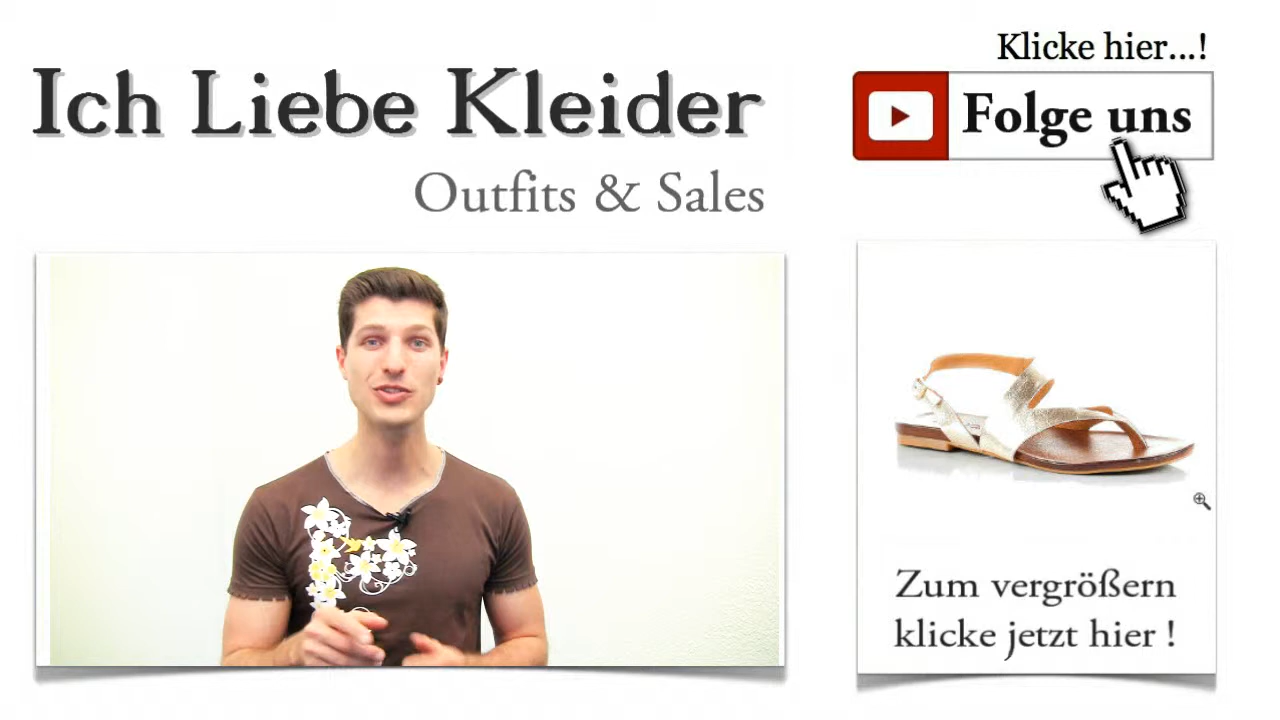 Klicke hier...!
Ich Liebe Kleider
Folge uns
Outfits & Sales
Zum vergrößern
klicke jetzt hier !